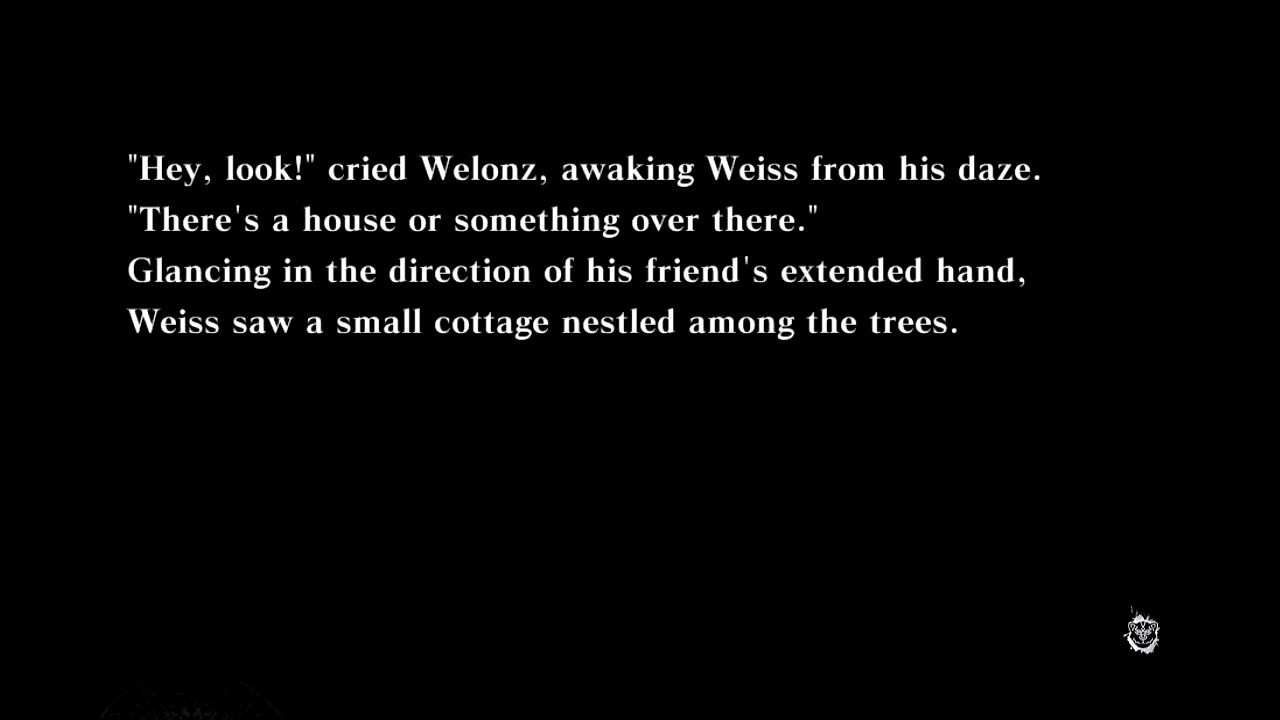 "Hey, look!" cried Welonz, awaking Weiss from his daze.
"There's a house or something over there."
Glancing in the direction of his friend's extended hand,
Weiss saw a small cottage nestled among the trees.